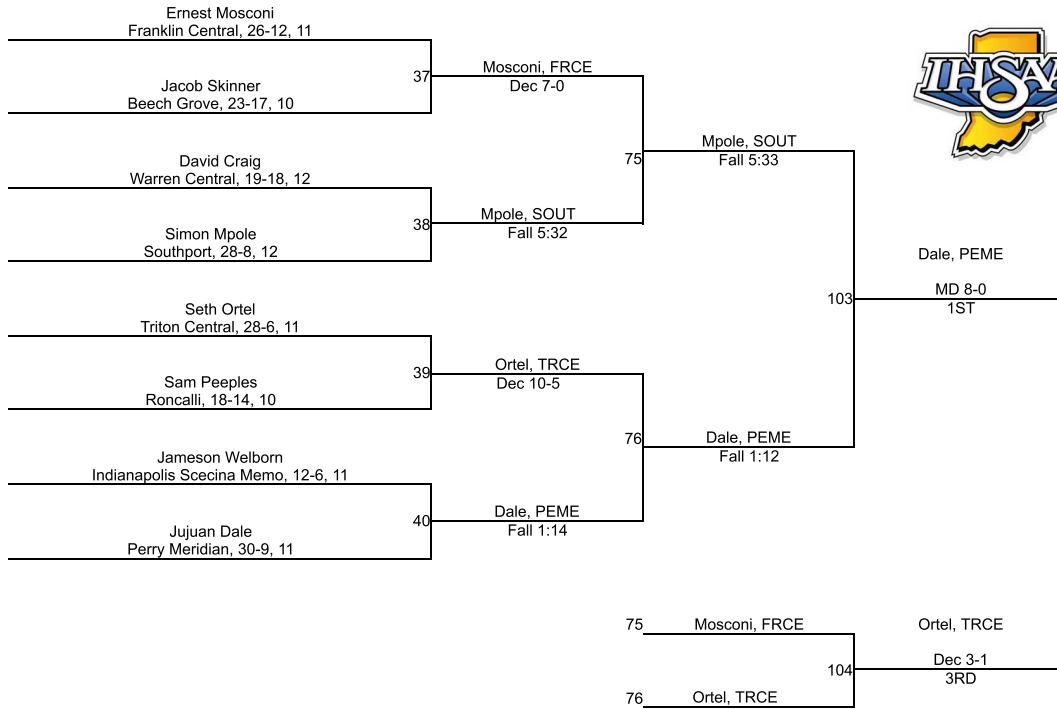 Ernest Mosconi
Franklin Central, 26-12, 11
37
Jacob Skinner
Beech Grove, 23-17, 10
Mosconi, FRCE
Dec 7-0
David Craig
Warren Central, 19-18, 12
38
Simon Mpole
Southport, 28-8, 12
Mpole, SOUT
Fall 5:32
75
Mpole, SOUT
Fall 5:33
Seth Ortel
Triton Central, 28-6, 11
39
Sam Peeples
Roncalli, 18-14, 10
Ortel, TRCE
Dec 10-5
Jameson Welborn
Indianapolis Scecina Memo, 12-6, 11
40
Jujuan Dale
Perry Meridian, 30-9, 11
Dale, PEME
Fall 1:14
76
Dale, PEME
Fall 1:12
103
IHSAA
Dale, PEME
MD 8-0
1ST
75
Mosconi, FRCE
76
Ortel, TRCE
104
Ortel, TRCE
Dec 3-1
3RD